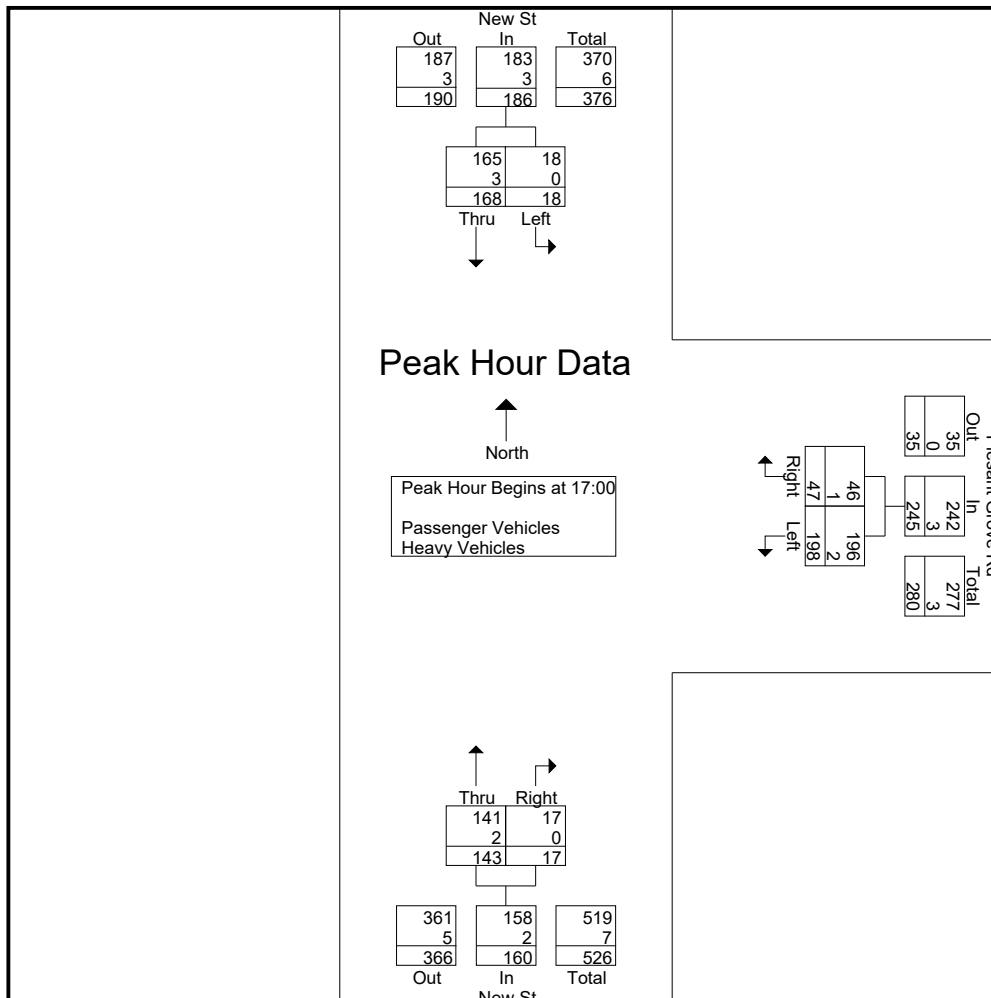 New St
Out In Total
187 183 370
3 3 6
190 186 376
165 18
3 0
168 18
Thru Left
Peak Hour Data
North
Peak Hour Begins at 17:00
Passenger Vehicles
Heavy Vehicles
Out In Total
35 242 277
0 3 3
35 245 280
46 196
1 2
47 198
Right Left
Thru Right
141 17
2 0
143 17
361 158 519
5 2 7
366 160 526
Out In Total
New St